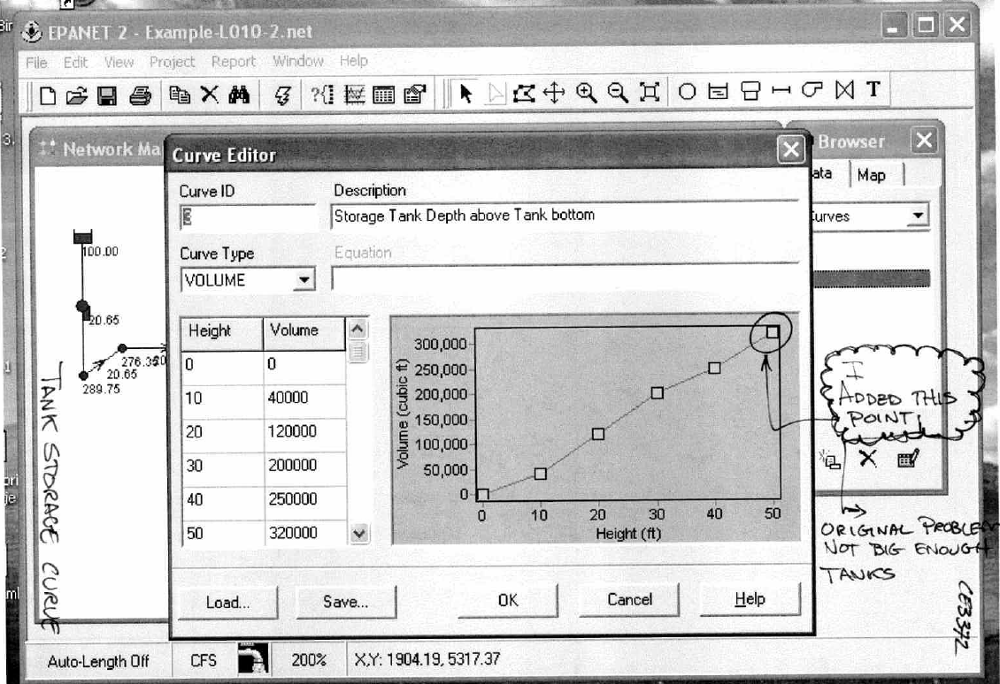 EPANET 2 - Example-L010-2.net
File Edit View Project Report Window Help
T
Network Ma
Browser
ata Map
urves
Curve Editor
Curve ID Description
3 Storage Tank Depth above Tank bottom
Curve Type Equation
VOLUME
Height Volume
0 0
10 40000
20 120000
30 200000
40 250000
50 320000
Volume (cubic ft)
300,000
250,000
200,000
150,000
100,000
50,000
0
0 10 20 30 40 50
Height (ft)
Load... Save... OK Cancel Help
100.00
20.65
276.35
20.65
289.75
TANK STORAGE CURVE
I
ADDED THIS
POINT!
ORIGINAL PROBLEM
NOT BIG ENOUGH
TANKS
CE3372
Auto-Length Off CFS 200% X,Y: 1904.19, 5317.37